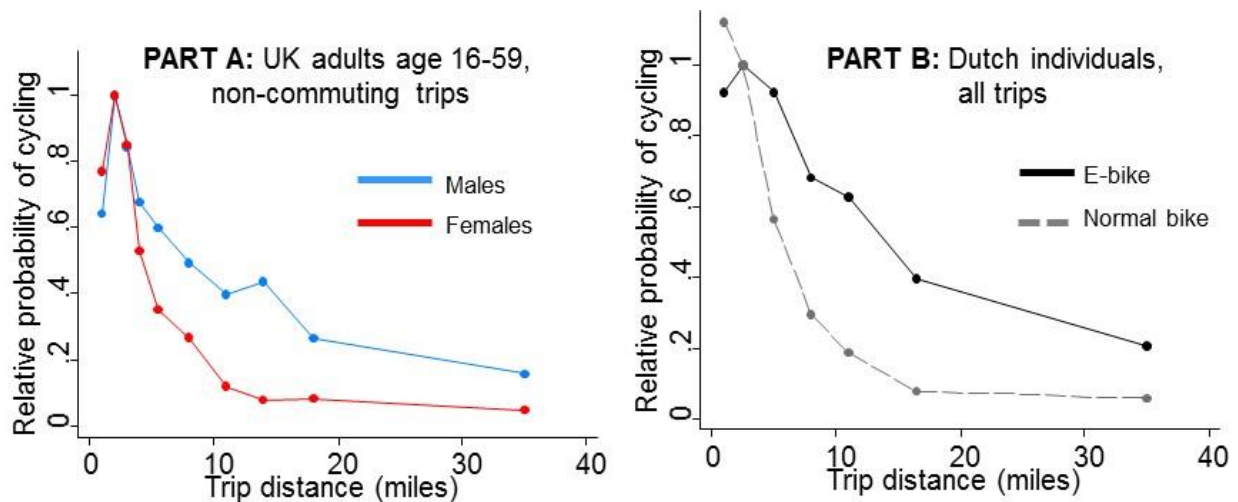 PART A: UK adults age 16-59,
non-commuting trips
Relative probability of cycling
1
.8
.6
.4
.2
0
Males
Females
0 10 20 30 40
Trip distance (miles)
PART B: Dutch individuals,
all trips
Relative probability of cycling
1
.8
.6
.4
.2
0
E-bike
Normal bike
0 10 20 30 40
Trip distance (miles)